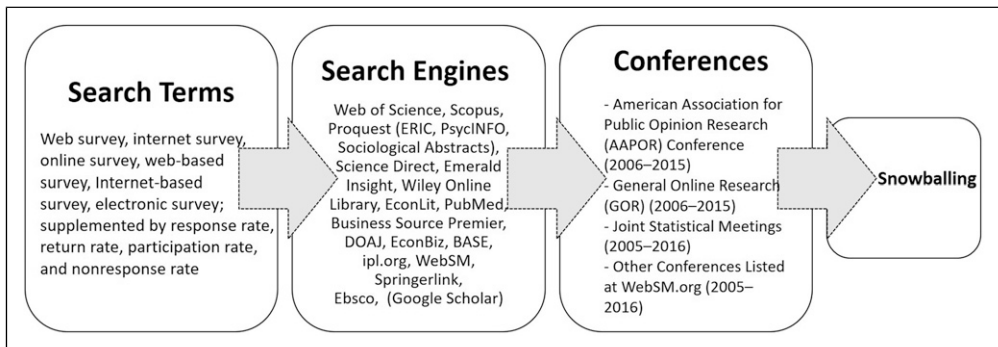 Search Terms
Web survey, internet survey,
online survey, web-based
survey, Internet-based
survey, electronic survey;
supplemented by response rate,
return rate, participation rate,
and nonresponse rate
Search Engines
Web of Science, Scopus,
Proquest (ERIC, PsycINFO,
Sociological Abstracts),
Science Direct, Emerald
Insight, Wiley Online
Library, EconLit, PubMed,
Business Source Premier,
DOAJ, EconBiz, BASE,
ipl.org, WebSM,
Springerlink,
Ebsco, (Google Scholar)
Conferences
- American Association for
Public Opinion Research
(AAPOR) Conference
(2006–2015)
- General Online Research
(GOR) (2006–2015)
- Joint Statistical Meetings
(2005–2016)
- Other Conferences Listed
at WebSM.org (2005–
2016)
Snowballing